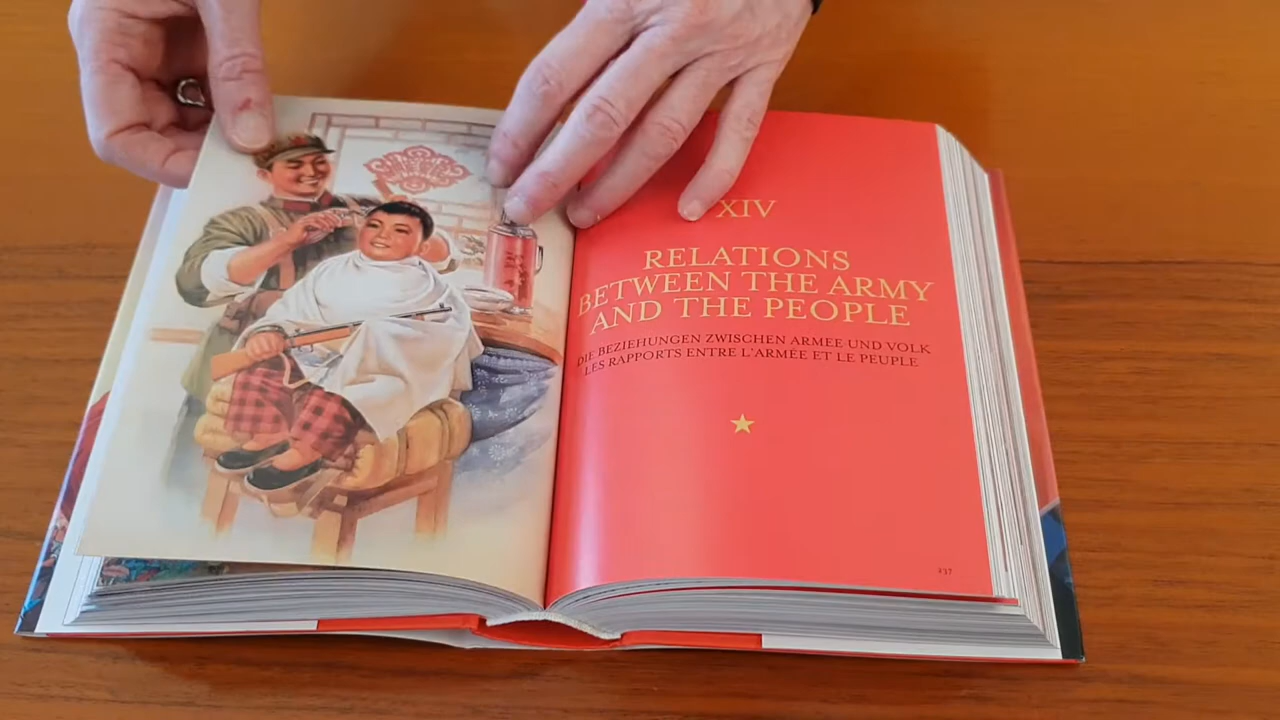 XIV
RELATIONS
BETWEEN THE ARMY
AND THE PEOPLE
DIE BEZIEHUNGEN ZWISCHEN ARMEE UND VOLK
LES RAPPORTS ENTRE L'ARMÉE ET LE PEUPLE
237